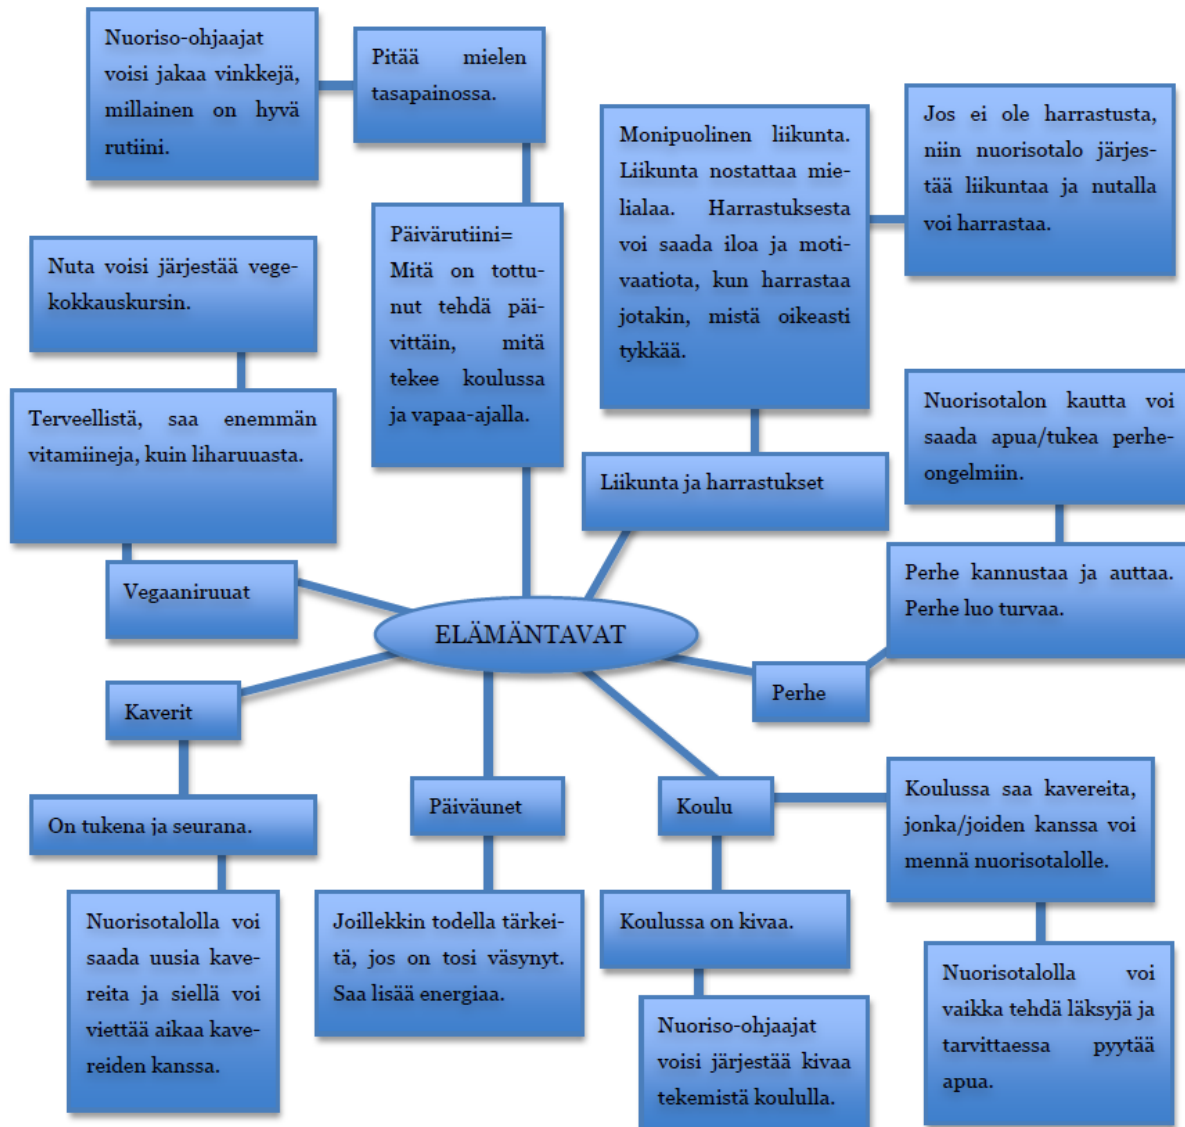 Nuoriso-ohjaajat
voisi jakaa vinkkejä,
millainen on hyvä
rutiini.
Pitää mielen
tasapainossa.
Monipuolinen liikunta.
Liikunta nostattaa mie-
lialaa. Harrastuksesta
voi saada iloa ja moti-
vaatiota, kun harrastaa
jotakin, mistä oikeasti
tykkää.
Jos ei ole harrastusta,
niin nuorisotalo järjes-
tää liikuntaa ja nutalla
voi harrastaa.
Päivärutiini=
Mitä on tottu-
nut tehdä päi-
vittäin, mitä
tekee koulussa
ja vapaa-ajalla.
Nuta voisi järjestää vege-
kokkauskursin.
Terveellistä, saa enemmän
vitamiineja, kuin liharuuasta.
Nuorisotalon kautta voi
saada apua/tukea perhe-
ongelmiin.
Liikunta ja harrastukset
Vegaaniruuat
Perhe kannustaa ja auttaa.
Perhe luo turvaa.
ELÄMÄNTAVAT
Perhe
Kaverit
On tukena ja seurana.
Päiväunet
Koulu
Koulussa saa kavereita,
jonka/joiden kanssa voi
mennä nuorisotalolle.
Nuorisotalolla voi
saada uusia kave-
reita ja siellä voi
viettää aikaa kave-
reiden kanssa.
Joillekkin todella tärkei-
tä, jos on tosi väsynyt.
Saa lisää energiaa.
Koulussa on kivaa.
Nuoriso-ohjaajat
voisi järjestää kivaa
tekemistä koululla.
Nuorisotalolla voi
vaikka tehdä läksyjä ja
tarvittaessa pyytää
apua.